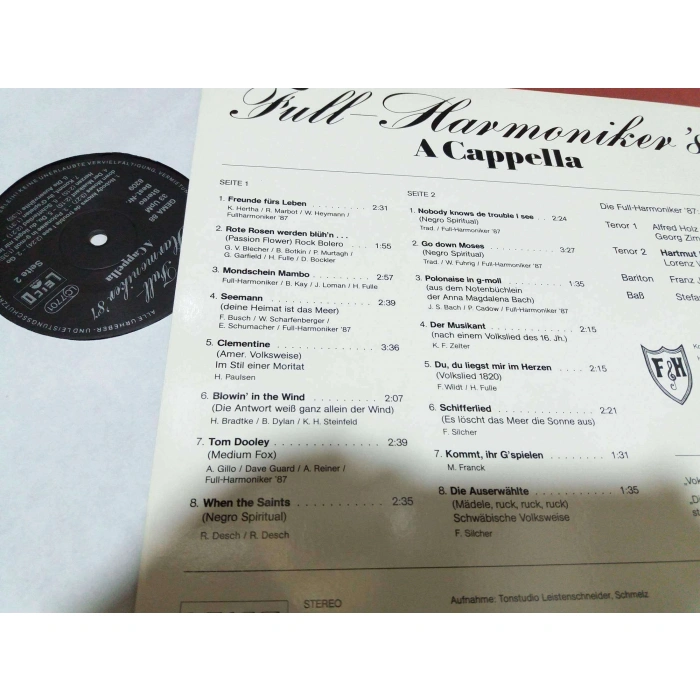 Full-Harmoniker '8
A Cappella
SEITE 1
1. Freunde fürs Leben . . . . . . . . . . . . . 2:31
K. Hertha / R. Marbot / W. Heymann /
Fullharmoniker '87
2. Rote Rosen werden blüh'n . . .
(Passion Flower) Rock Bolero . . . . . 1:55
G. V. Blecher / B. Botkin / P. Murtagh /
G. Garfield / H. Fulle / D. Bockler
3. Mondschein Mambo . . . . . . . . . . . . 2:57
Full-Harmoniker / B. Kay / J. Loman / H. Fulle
4. Seemann . . . . . . . . . . . . . . . . . . . 2:39
(deine Heimat ist das Meer)
F. Busch / W. Scharfenberger /
E. Schumacher / Full-Harmoniker '87
5. Clementine . . . . . . . . . . . . . . . . . 3:36
(Amer. Volksweise)
Im Stil einer Moritat
H. Paulsen
6. Blowin' in the Wind . . . . . . . . . . . 2:07
(Die Antwort weiß ganz allein der Wind)
H. Bradtke / B. Dylan / K. H. Steinfeld
7. Tom Dooley . . . . . . . . . . . . . . . . 2:39
(Medium Fox)
A. Gillo / Dave Guard / A. Reiner /
Full-Harmoniker '87
8. When the Saints . . . . . . . . . . . . . 2:35
(Negro Spiritual)
R. Desch / R. Desch
SEITE 2
1. Nobody knows de trouble I see . . . 2:24
(Negro Spiritual)
Trad. / Full-Harmoniker '87
2. Go down Moses . . . . . . . . . . . . . . 3:27
(Negro Spiritual)
Trad. / W. Fuhrig / Full-Harmoniker '87
3. Polonaise in g-moll . . . . . . . . . . . 1:35
(aus dem Notenbüchlein
der Anna Magdalena Bach)
J. S. Bach / P. Cadow / Full-Harmoniker '87
4. Der Musikant . . . . . . . . . . . . . . . 2:15
(nach einem Volkslied des 16. Jh.)
K. F. Zelter
5. Du, du liegst mir im Herzen . . . . 2:15
(Volkslied 1820)
F. Wildt / H. Fulle
6. Schifferlied . . . . . . . . . . . . . . . . 2:21
(Es löscht das Meer die Sonne aus)
F. Silcher
7. Kommt, ihr G'spielen . . . . . . . . . 1:31
M. Franck
8. Die Auserwählte . . . . . . . . . . . . . 1:35
(Mädele, ruck, ruck, ruck)
Schwäbische Volksweise
F. Silcher
Die Full-Harmoniker '87:
Tenor 1 Alfred Holz
Georg Zim
Tenor 2 Hartmut
Lorenz
Bariton Franz
Baß Stefa
F H
STEREO
Aufnahme: Tonstudio Leistenschneider, Schmelz
Full-
Harmoniker '87
A Cappella
Seite 2
GEMA
33 UpM